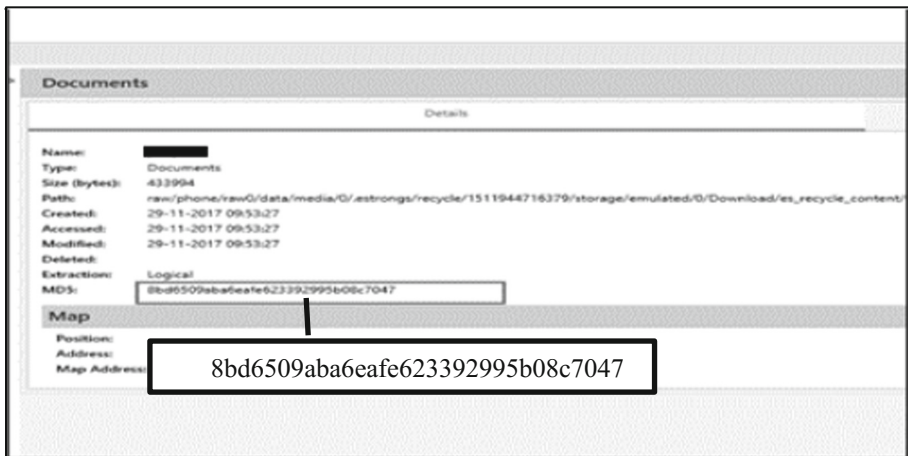 Documents
Details
Name:
Type: Documents
Size (bytes): 433994
Path: raw/phone/raw0/data/media/0/.estrongs/recycle/1511944716379/storage/emulated/0/Download/es_recycle_content/
Created: 29-11-2017 09:53:27
Accessed: 29-11-2017 09:53:27
Modified: 29-11-2017 09:53:27
Deleted:
Extraction: Logical
MD5: 8bd6509aba6eafe623392995b08c7047
Map
Position:
Address:
Map Address:
8bd6509aba6eafe623392995b08c7047